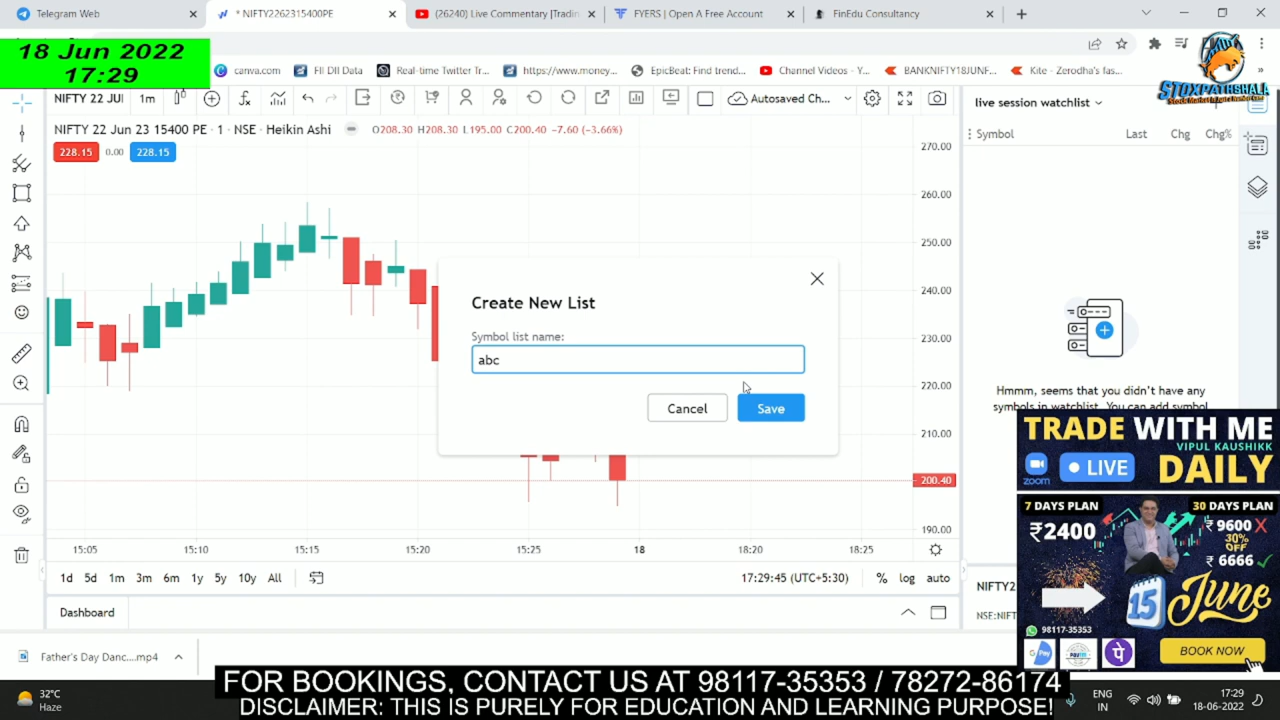 Telegram Web
* NIFTY2262315400PE
(26240) Live Commentary |Tradin
FYERS | Open A Free Account
FinEdu Consultancy
18 Jun 2022
17:29
canva.com
FII DII Data
Real-time Twitter Tr...
https://www.money...
EpicBeat: Find trend...
Channel Videos - Y...
BANKNIFTY18JUNF...
Kite - Zerodha's fas...
STOXPATHSHALA
NIFTY 22 JUI
1m
Autosaved Ch...
live session watchlist
NIFTY 22 Jun 23 15400 PE · 1 · NSE · Heikin Ashi
O208.30 H208.30 L195.00 C200.40 -7.60 (-3.66%)
228.15
0.00
228.15
Symbol
Last
Chg
Chg%
270.00
260.00
250.00
240.00
230.00
220.00
210.00
200.40
190.00
Create New List
Symbol list name:
abc
Cancel
Save
Hmmm, seems that you didn't have any
symbols in watchlist. You can add symbol
TRADE WITH ME
VIPUL KAUSHIKK
zoom
LIVE
DAILY
7 DAYS PLAN
₹2400
30 DAYS PLAN
₹ 9600 X
30%
OFF
₹ 6666
15 June
98117-35353
G Pay
BOOK NOW
15:05
15:10
15:15
15:20
15:25
18
18:20
18:25
1d
5d
1m
3m
6m
1y
5y
10y
All
17:29:45 (UTC+5:30)
%
log
auto
NIFTY2
NSE:NIFT
Dashboard
Father's Day Danc....mp4
FOR BOOKINGS, CONTACT US AT 98117-35353 / 78272-86174
DISCLAIMER: THIS IS PURELY FOR EDUCATION AND LEARNING PURPOSE!
32°C
Haze
ENG
IN
17:29
18-06-2022